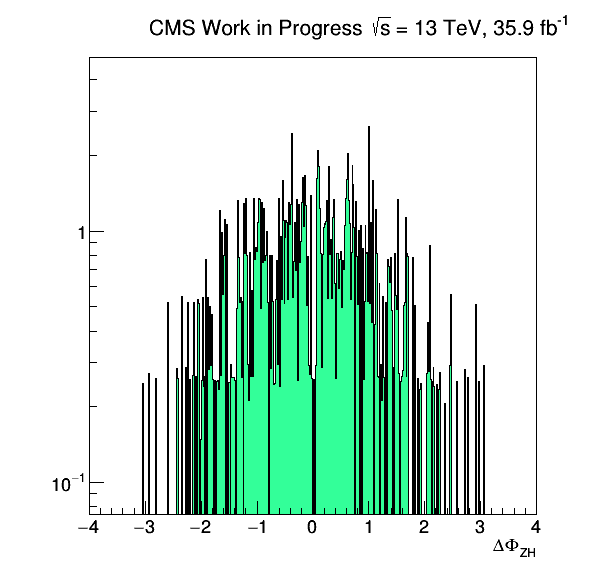 CMS Work in Progress √s = 13 TeV, 35.9 fb⁻¹
1
10⁻¹
−4 −3 −2 −1 0 1 2 3 4
ΔΦ_ZH